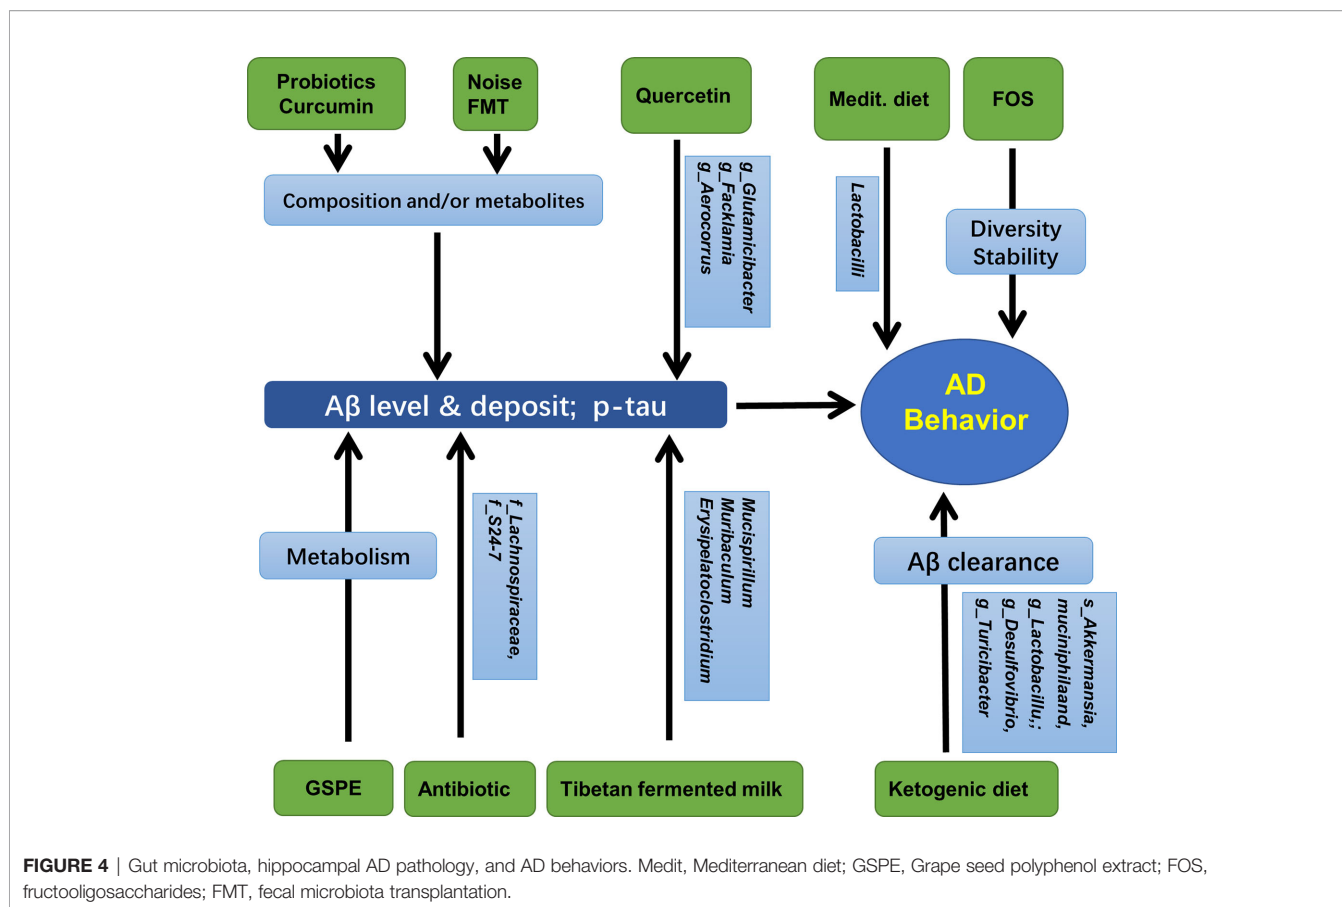 Probiotics
Curcumin
Noise
FMT
Quercetin
Medit. diet
FOS
Composition and/or metabolites
g_Glutamicibacter
g_Facklamia
g_Aerocorrus
Lactobacilli
Diversity
Stability
Aβ level & deposit; p-tau
AD
Behavior
Metabolism
f_Lachnospiraceae,
f_S24-7
Mucispirillum
Muribaculum
Erysipelatoclostridium
Aβ clearance
s_Akkermansia,
muciniphilaand,
g_Lactobacillu,;
g_Desulfovibrio,
g_Turicibacter
GSPE
Antibiotic
Tibetan fermented milk
Ketogenic diet
FIGURE 4 | Gut microbiota, hippocampal AD pathology, and AD behaviors. Medit, Mediterranean diet; GSPE, Grape seed polyphenol extract; FOS,
fructooligosaccharides; FMT, fecal microbiota transplantation.